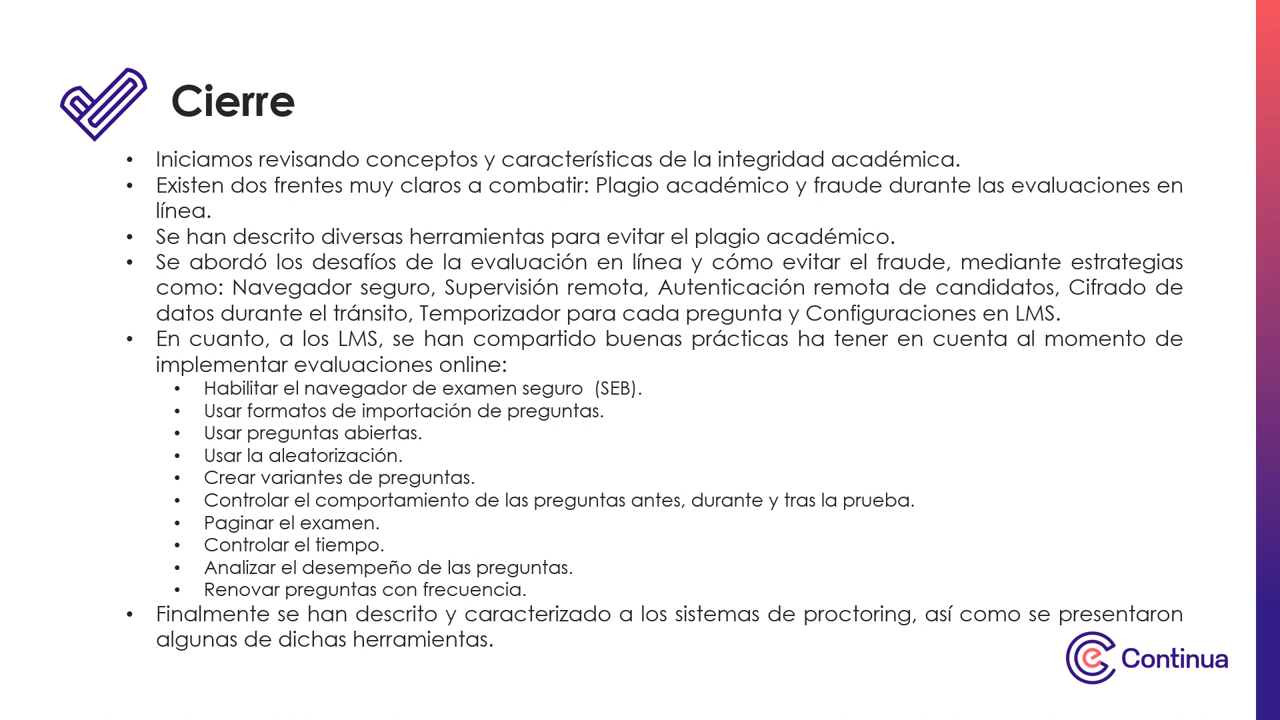 Cierre
• Iniciamos revisando conceptos y características de la integridad académica.
• Existen dos frentes muy claros a combatir: Plagio académico y fraude durante las evaluaciones en
línea.
• Se han descrito diversas herramientas para evitar el plagio académico.
• Se abordó los desafíos de la evaluación en línea y cómo evitar el fraude, mediante estrategias
como: Navegador seguro, Supervisión remota, Autenticación remota de candidatos, Cifrado de
datos durante el tránsito, Temporizador para cada pregunta y Configuraciones en LMS.
• En cuanto, a los LMS, se han compartido buenas prácticas ha tener en cuenta al momento de
implementar evaluaciones online:
• Habilitar el navegador de examen seguro  (SEB).
• Usar formatos de importación de preguntas.
• Usar preguntas abiertas.
• Usar la aleatorización.
• Crear variantes de preguntas.
• Controlar el comportamiento de las preguntas antes, durante y tras la prueba.
• Paginar el examen.
• Controlar el tiempo.
• Analizar el desempeño de las preguntas.
• Renovar preguntas con frecuencia.
• Finalmente se han descrito y caracterizado a los sistemas de proctoring, así como se presentaron
algunas de dichas herramientas.
Continua